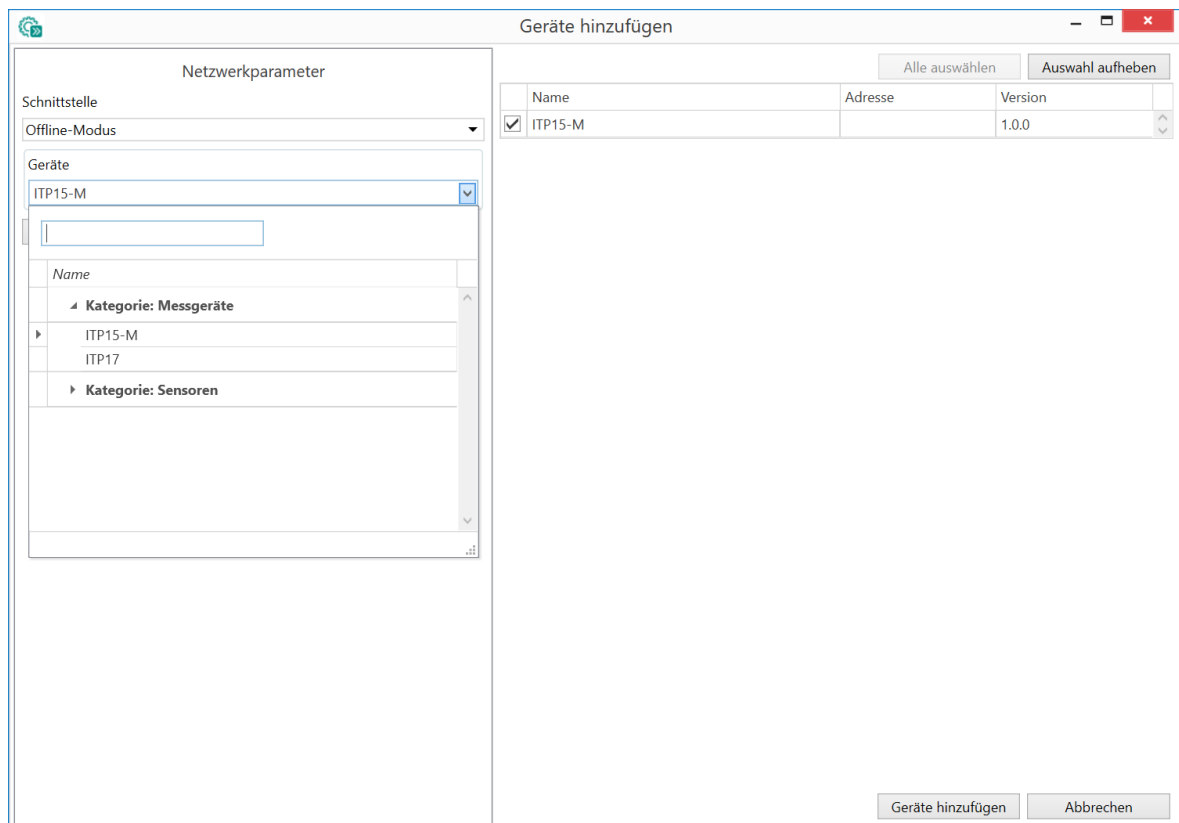 Geräte hinzufügen
Netzwerkparameter
Schnittstelle
Offline-Modus
Geräte
ITP15-M
Name
Kategorie: Messgeräte
ITP15-M
ITP17
Kategorie: Sensoren
Alle auswählen Auswahl aufheben
Name Adresse Version
ITP15-M 1.0.0
Geräte hinzufügen Abbrechen